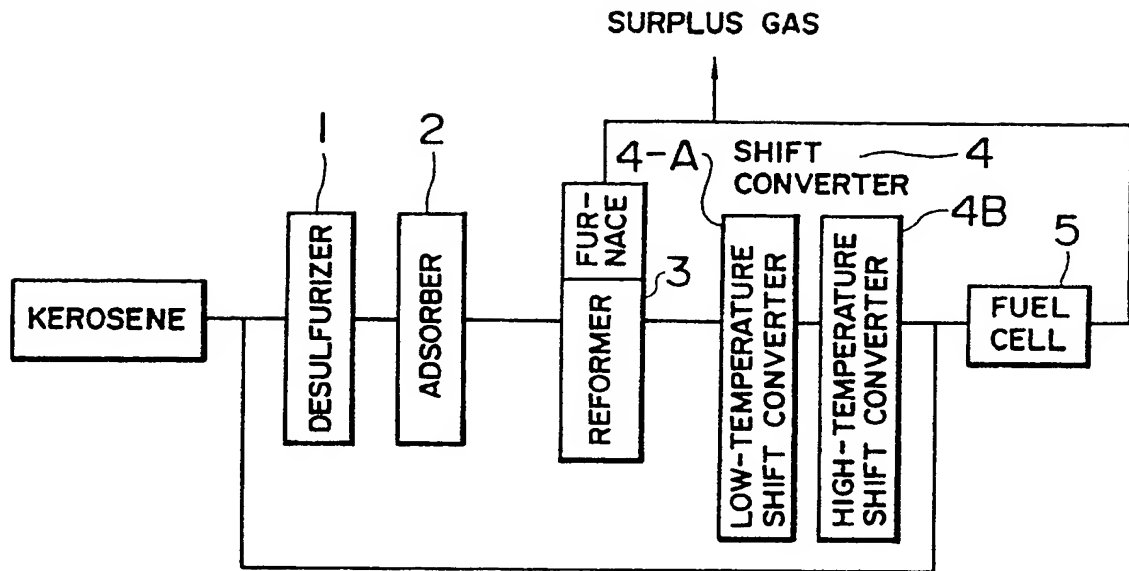 SURPLUS GAS
1
2
4-A
SHIFT
CONVERTER
4
4B
5
3
KEROSENE
DESULFURIZER
ADSORBER
FUR-
NACE
REFORMER
LOW-TEMPERATURE
SHIFT CONVERTER
HIGH-TEMPERATURE
SHIFT CONVERTER
FUEL
CELL